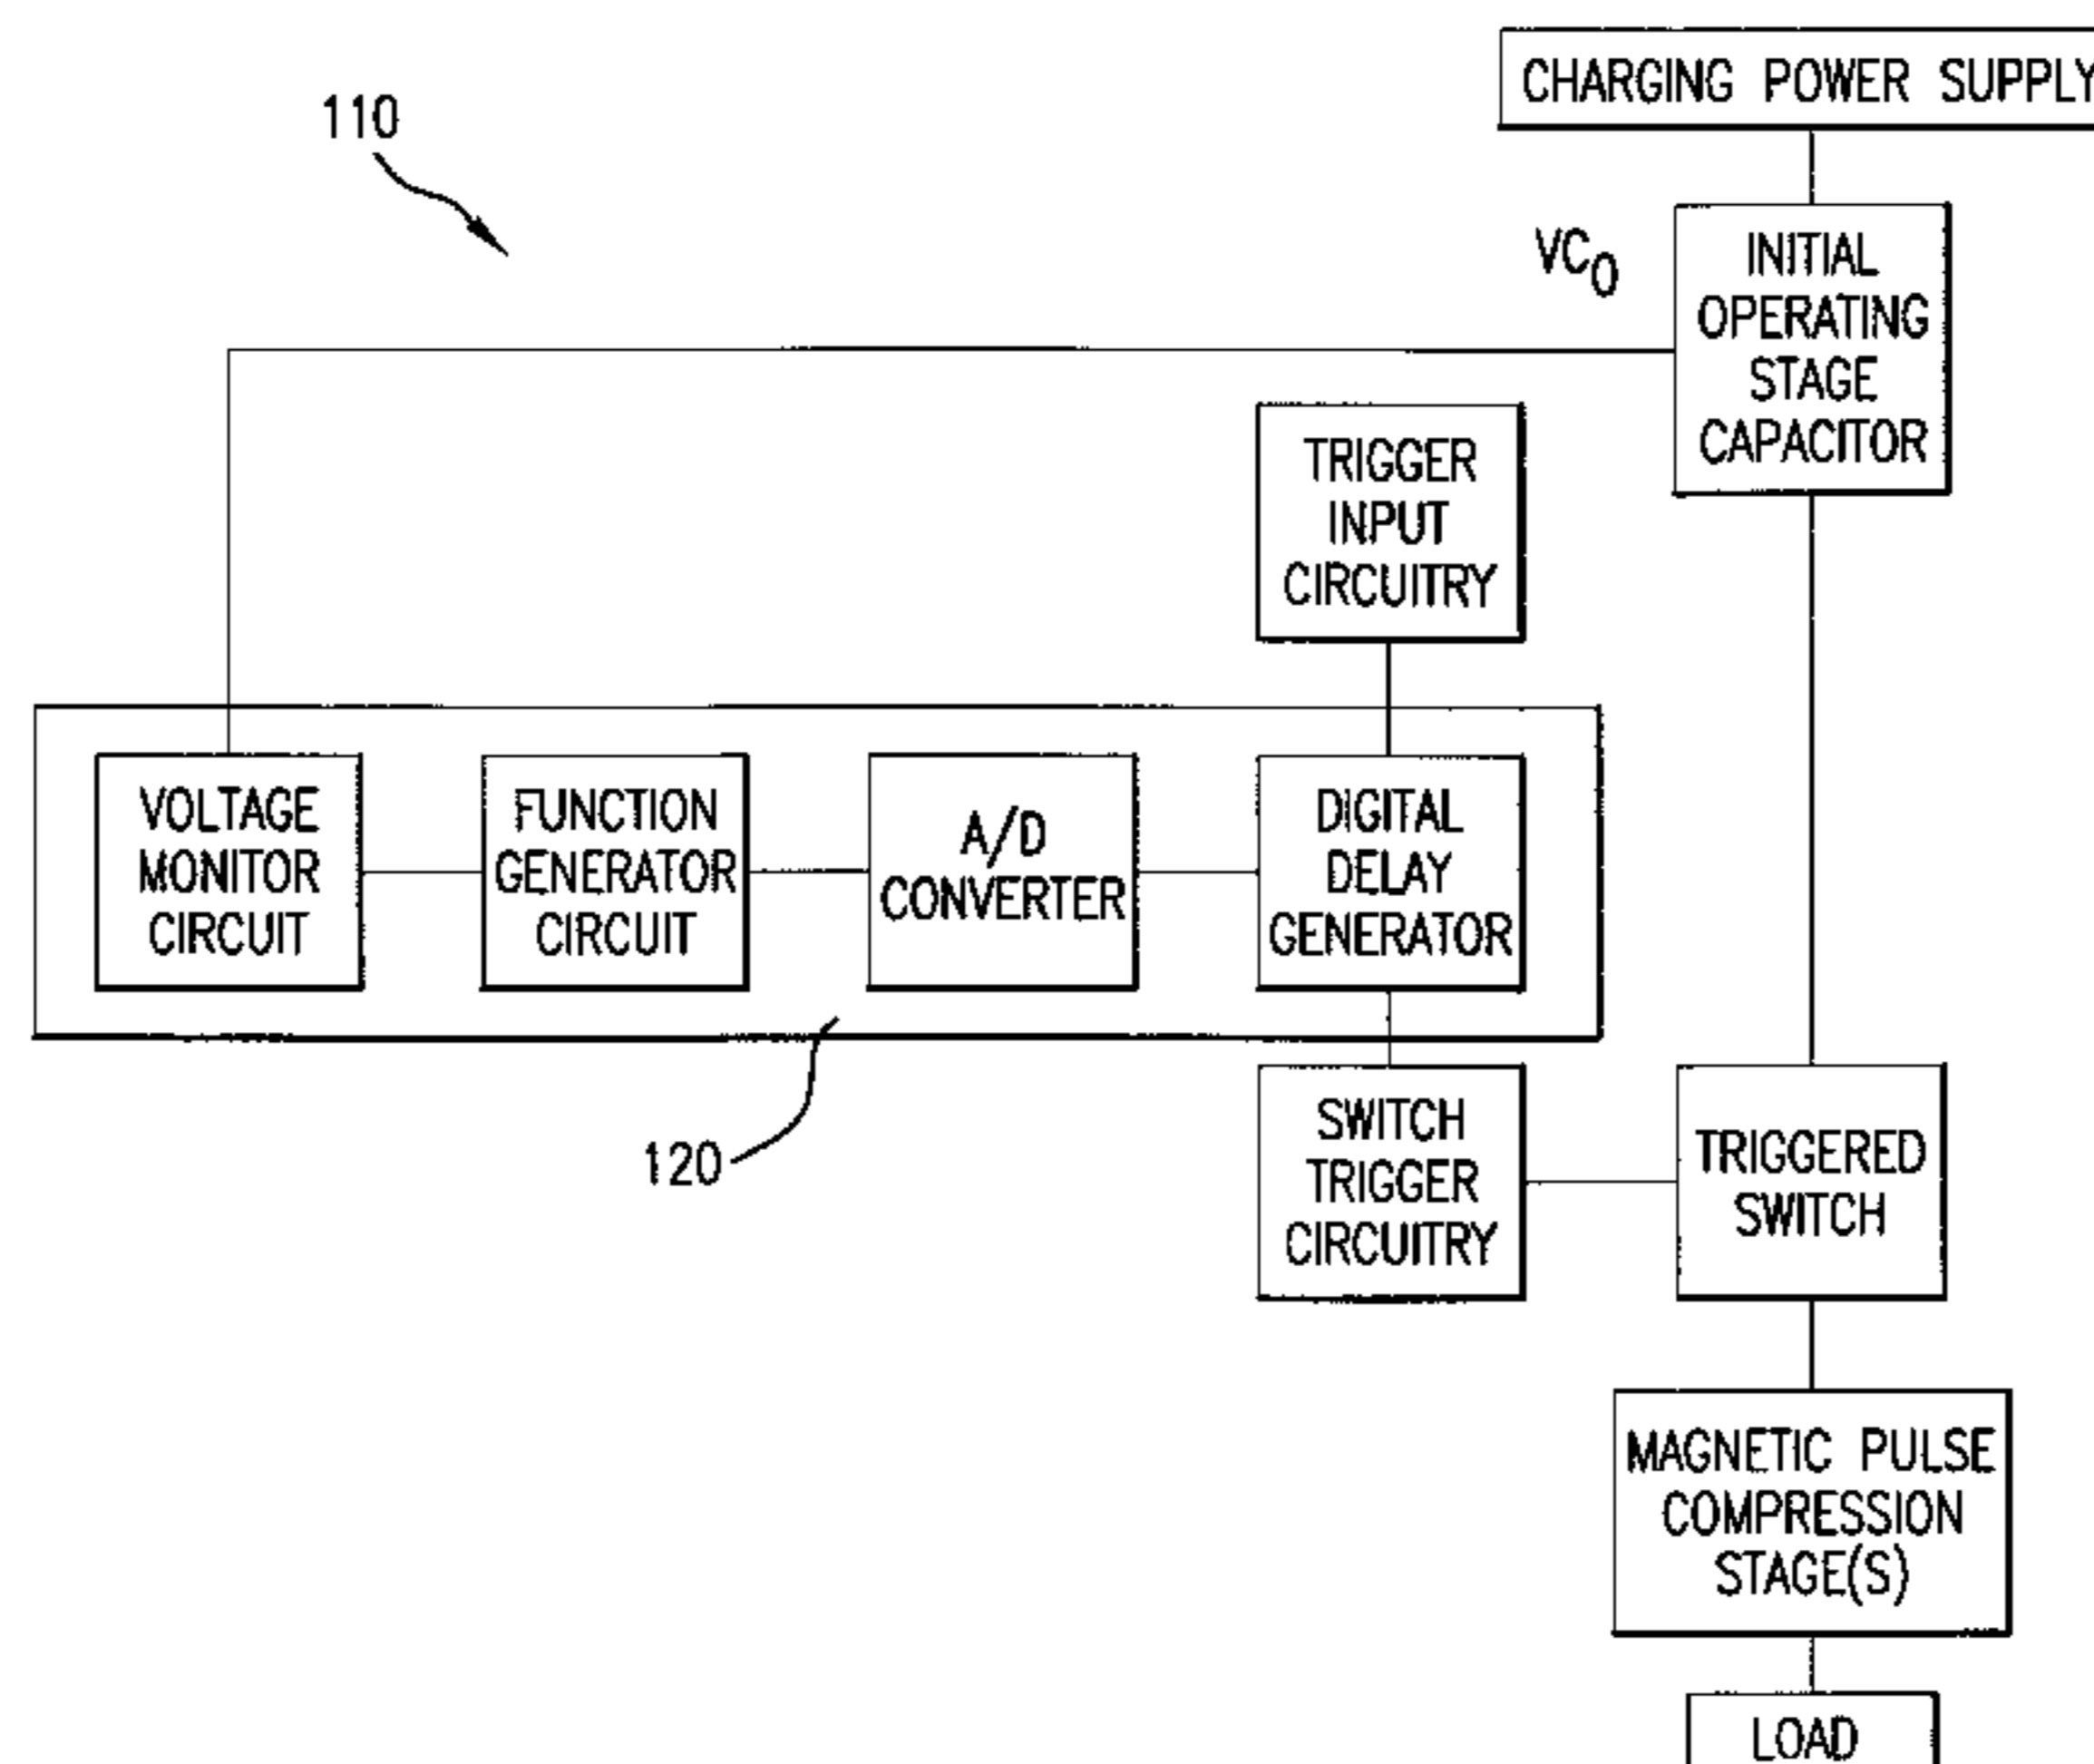 CHARGING POWER SUPPLY
110
VC0
INITIAL
OPERATING
STAGE
CAPACITOR
TRIGGER
INPUT
CIRCUITRY
VOLTAGE
MONITOR
CIRCUIT
FUNCTION
GENERATOR
CIRCUIT
A/D
CONVERTER
DIGITAL
DELAY
GENERATOR
120
SWITCH
TRIGGER
CIRCUITRY
TRIGGERED
SWITCH
MAGNETIC PULSE
COMPRESSION
STAGE(S)
LOAD